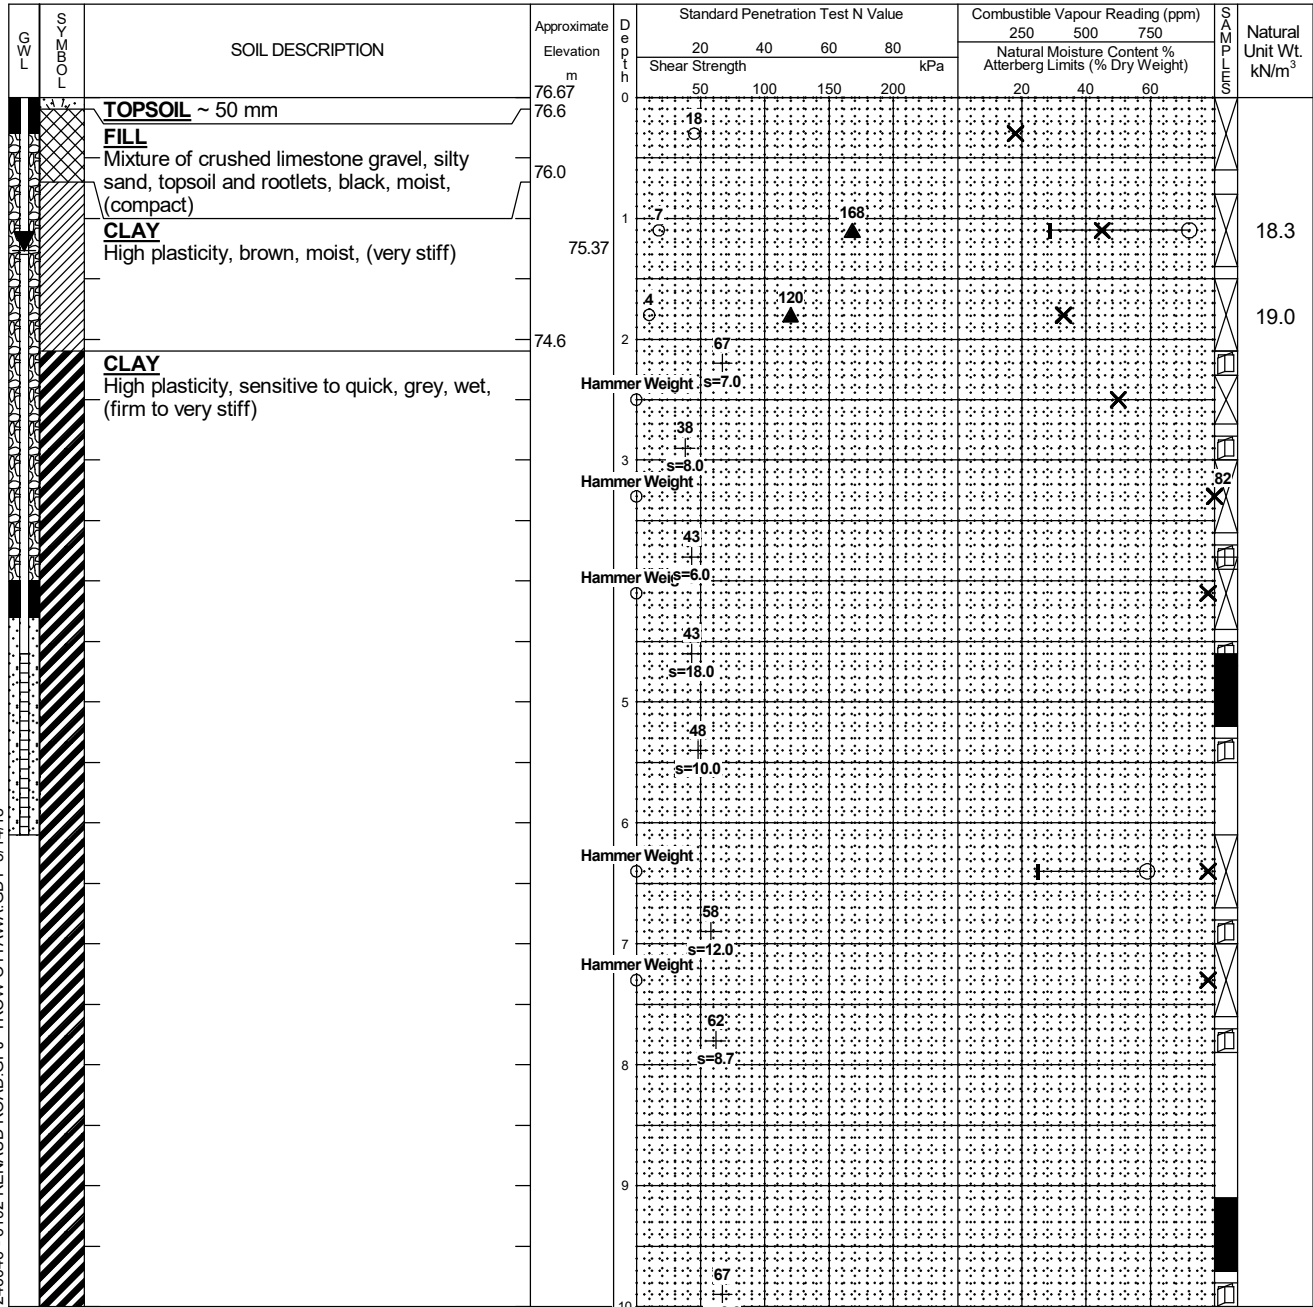 GWL
SYMBOL
SOIL DESCRIPTION
Approximate
Elevation
m
76.67
Depth
Standard Penetration Test N Value
20 40 60 80
Shear Strength kPa
50 100 150 200
Combustible Vapour Reading (ppm)
250 500 750
Natural Moisture Content %
Atterberg Limits (% Dry Weight)
20 40 60
SAMPLES
Natural
Unit Wt.
kN/m³
0
TOPSOIL ~ 50 mm
76.6
FILL
18
Mixture of crushed limestone gravel, silty
76.0
sand, topsoil and rootlets, black, moist,
(compact)
7
168
1
CLAY
18.3
High plasticity, brown, moist, (very stiff)
75.37
4
120
19.0
74.6
2
67
CLAY
High plasticity, sensitive to quick, grey, wet,
Hammer Weight s=7.0
(firm to very stiff)
38
3
s=8.0
Hammer Weight
82
43
Hammer Weig s=6.0
43
s=18.0
5
48
s=10.0
6
Hammer Weight
58
7
s=12.0
Hammer Weight
62
s=8.7
8
9
67
10